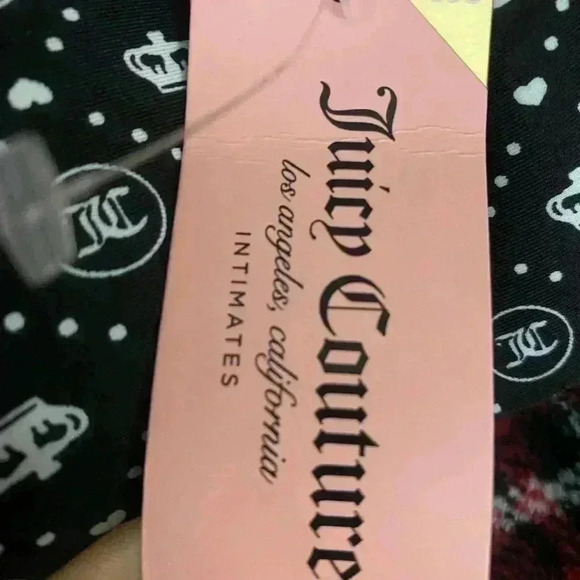 Juicy Couture
los angeles, california
INTIMATES